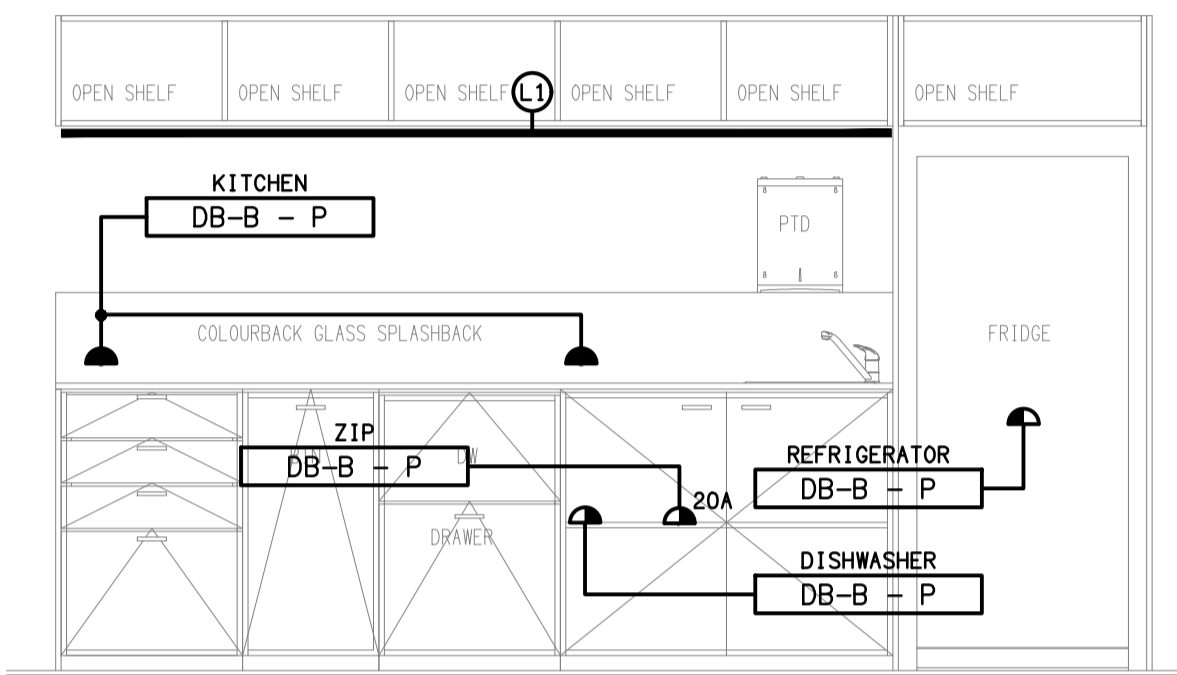 OPEN SHELF
OPEN SHELF
OPEN SHELF
L1
OPEN SHELF
OPEN SHELF
OPEN SHELF
KITCHEN
DB-B - P
PTD
COLOURBACK GLASS SPLASHBACK
FRIDGE
ZIP
DB-B - P
DW
20A
REFRIGERATOR
DB-B - P
DRAWER
DISHWASHER
DB-B - P